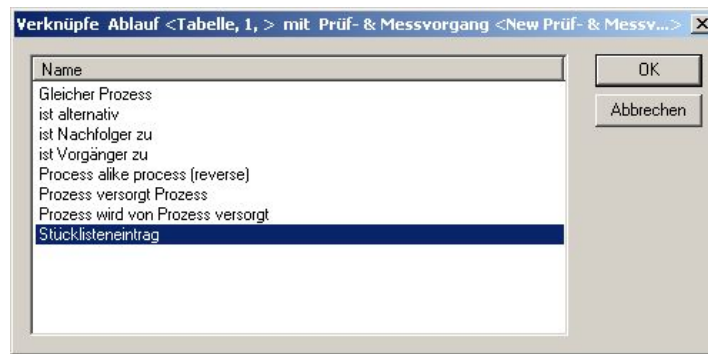 Verknüpfe Ablauf <Tabelle, 1, > mit Prüf- & Messvorgang <New Prüf- & Messv...>
Name
Gleicher Prozess
ist alternativ
ist Nachfolger zu
ist Vorgänger zu
Process alike process (reverse)
Prozess versorgt Prozess
Prozess wird von Prozess versorgt
Stücklisteneintrag
OK
Abbrechen